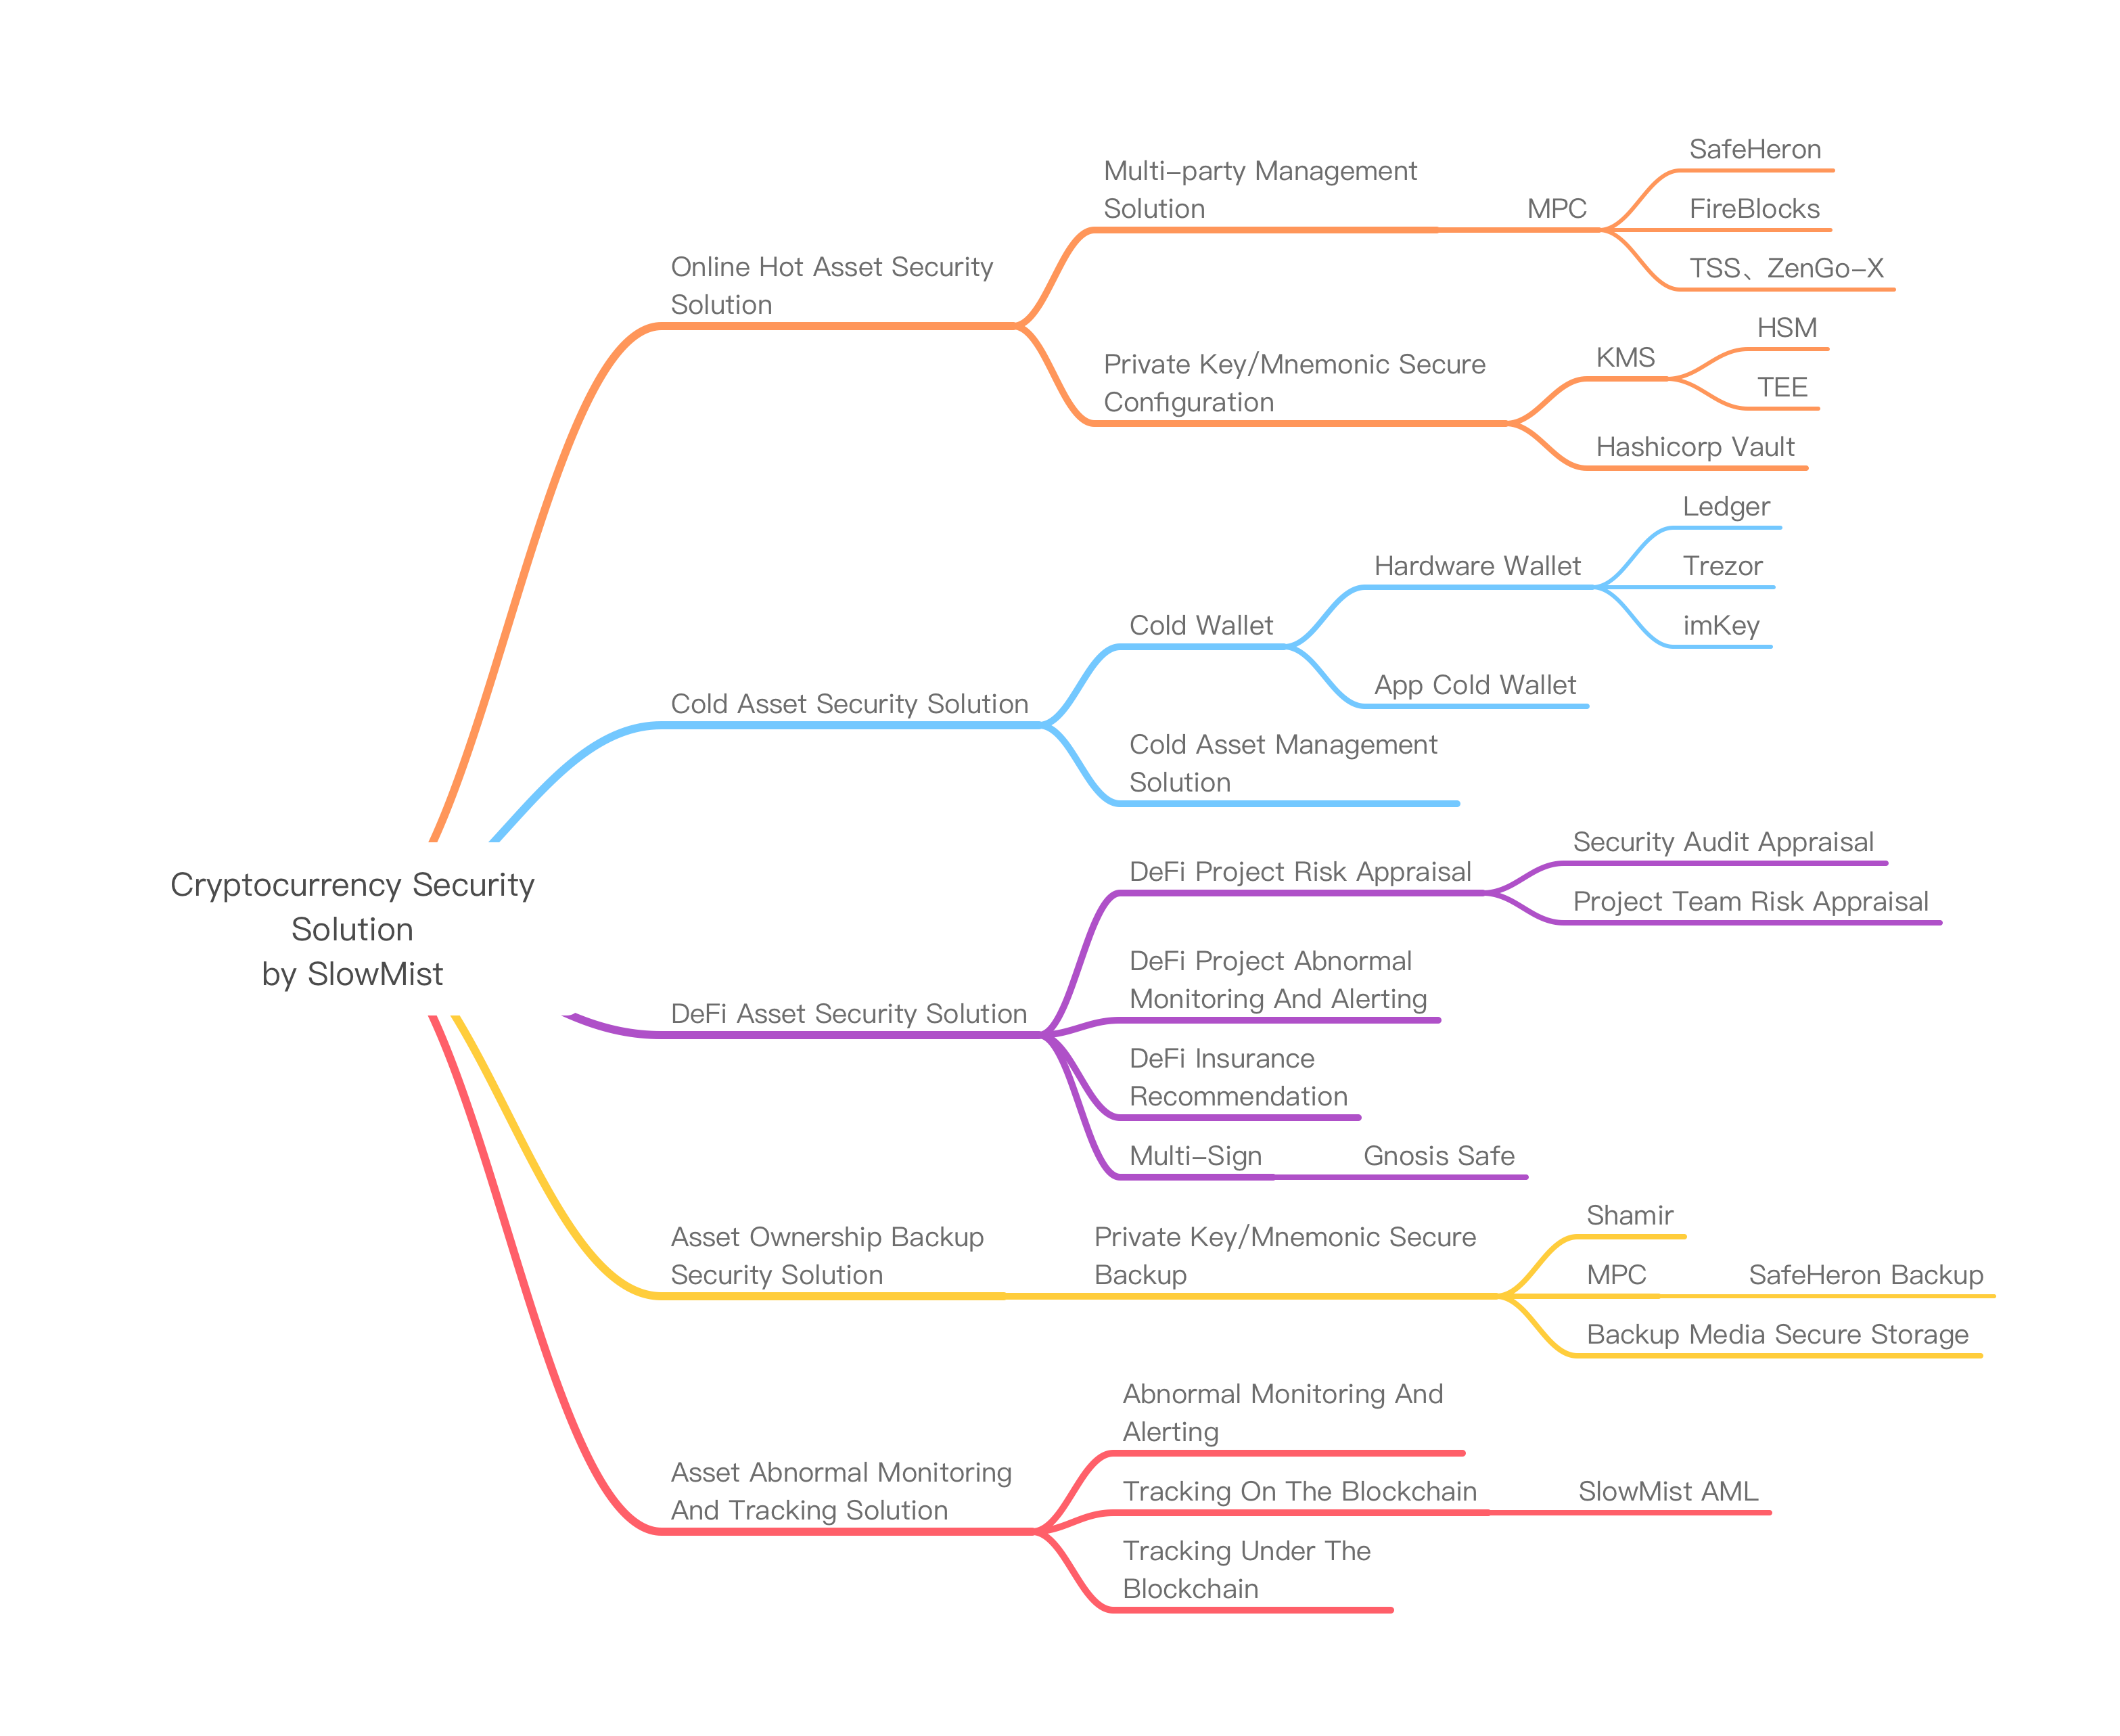 Cryptocurrency Security
Solution
by SlowMist
Online Hot Asset Security
Solution
Multi-party Management
Solution
MPC
SafeHeron
FireBlocks
TSS、ZenGo-X
Private Key/Mnemonic Secure
Configuration
KMS
HSM
TEE
Hashicorp Vault
Cold Asset Security Solution
Cold Wallet
Hardware Wallet
Ledger
Trezor
imKey
App Cold Wallet
Cold Asset Management
Solution
DeFi Asset Security Solution
DeFi Project Risk Appraisal
Security Audit Appraisal
Project Team Risk Appraisal
DeFi Project Abnormal
Monitoring And Alerting
DeFi Insurance
Recommendation
Multi-Sign
Gnosis Safe
Asset Ownership Backup
Security Solution
Private Key/Mnemonic Secure
Backup
Shamir
MPC
SafeHeron Backup
Backup Media Secure Storage
Asset Abnormal Monitoring
And Tracking Solution
Abnormal Monitoring And
Alerting
Tracking On The Blockchain
SlowMist AML
Tracking Under The
Blockchain